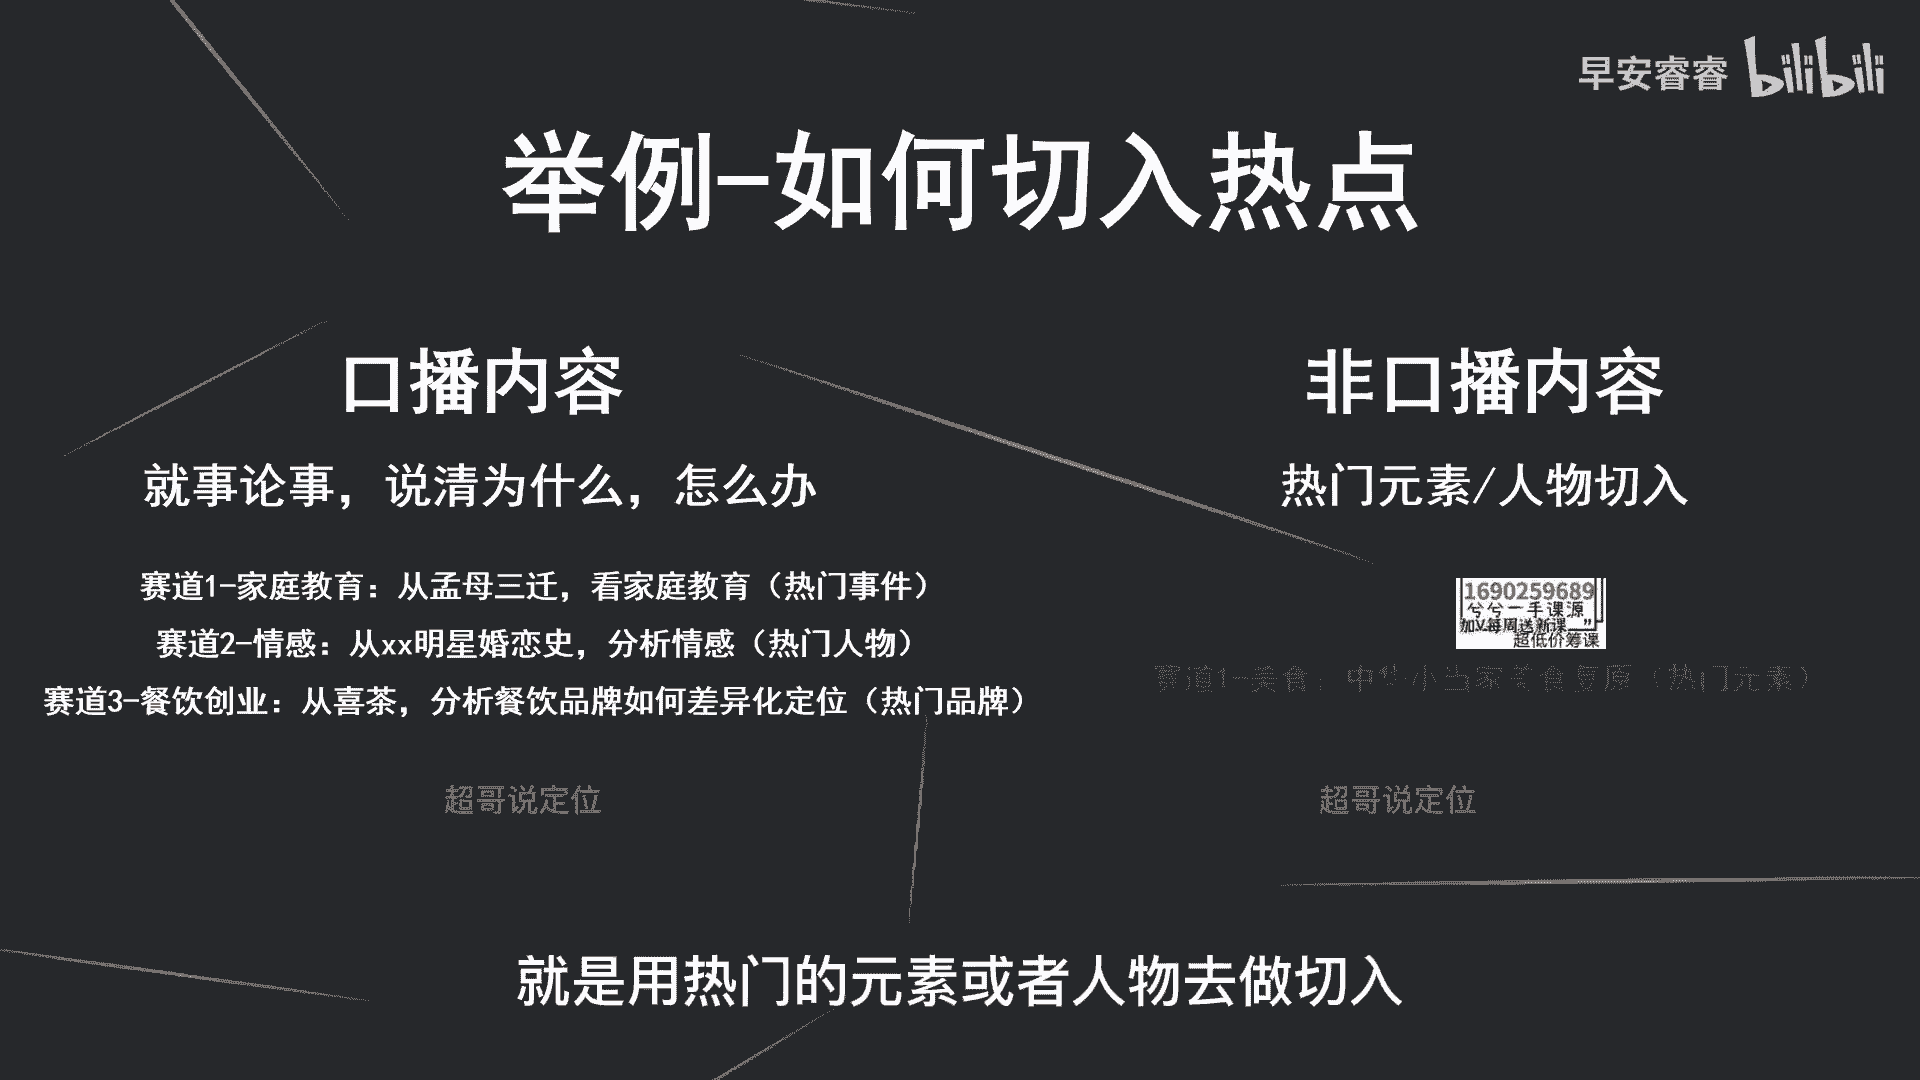 早安睿睿 bilibili
举例-如何切入热点
口播内容
就事论事，说清为什么，怎么办
赛道1-家庭教育：从孟母三迁，看家庭教育（热门事件）
赛道2-情感：从xx明星婚恋史，分析情感（热门人物）
赛道3-餐饮创业：从喜茶，分析餐饮品牌如何差异化定位（热门品牌）
超哥说定位
非口播内容
热门元素/人物切入
1690259689
兮兮一手课源
加V每周送新课
超低价筹课
赛道1-美食：中华小当家美食复原（热门元素）
超哥说定位
就是用热门的元素或者人物去做切入